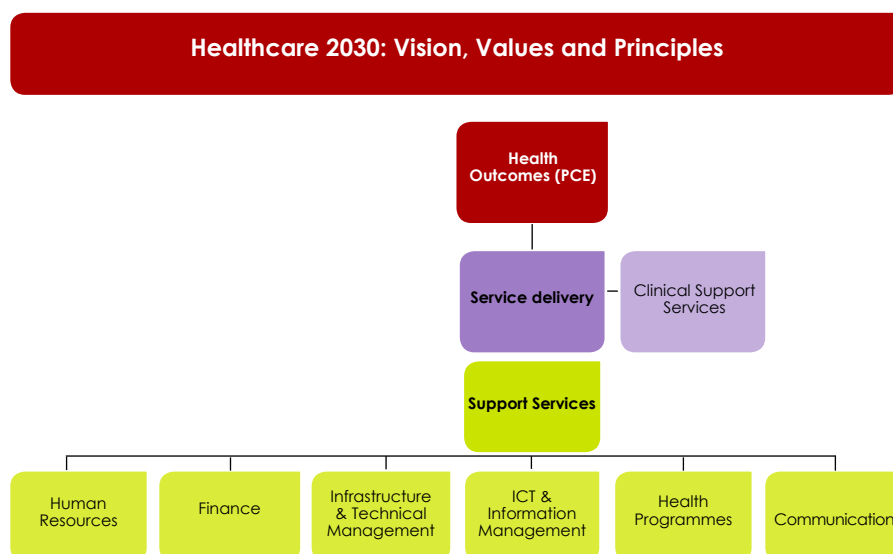 Healthcare 2030: Vision, Values and Principles
Health
Outcomes (PCE)
Service delivery
Clinical Support
Services
Support Services
Human
Resources
Finance
Infrastructure
& Technical
Management
ICT &
Information
Management
Health
Programmes
Communication